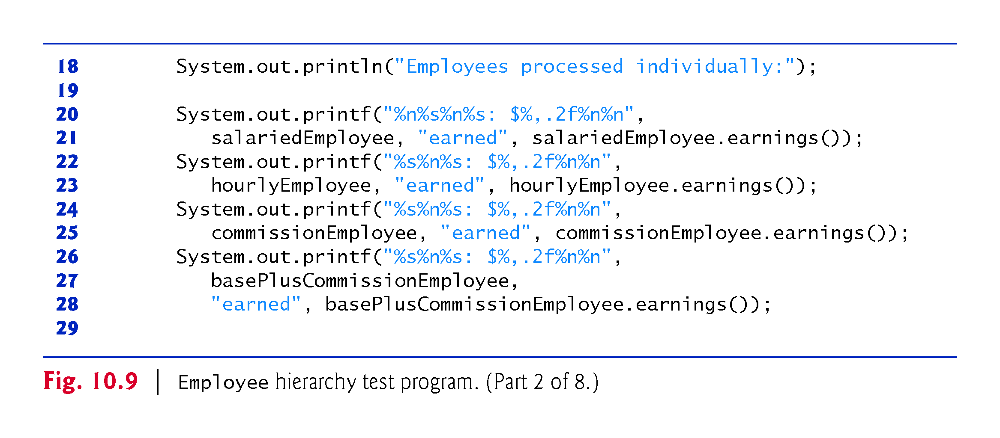 18 System.out.println("Employees processed individually:");
19
20 System.out.printf("%n%s%n%s: $%,.2f%n%n",
21 salariedEmployee, "earned", salariedEmployee.earnings());
22 System.out.printf("%s%n%s: $%,.2f%n%n",
23 hourlyEmployee, "earned", hourlyEmployee.earnings());
24 System.out.printf("%s%n%s: $%,.2f%n%n",
25 commissionEmployee, "earned", commissionEmployee.earnings());
26 System.out.printf("%s%n%s: $%,.2f%n%n",
27 basePlusCommissionEmployee,
28 "earned", basePlusCommissionEmployee.earnings());
29
Fig. 10.9 | Employee hierarchy test program. (Part 2 of 8.)